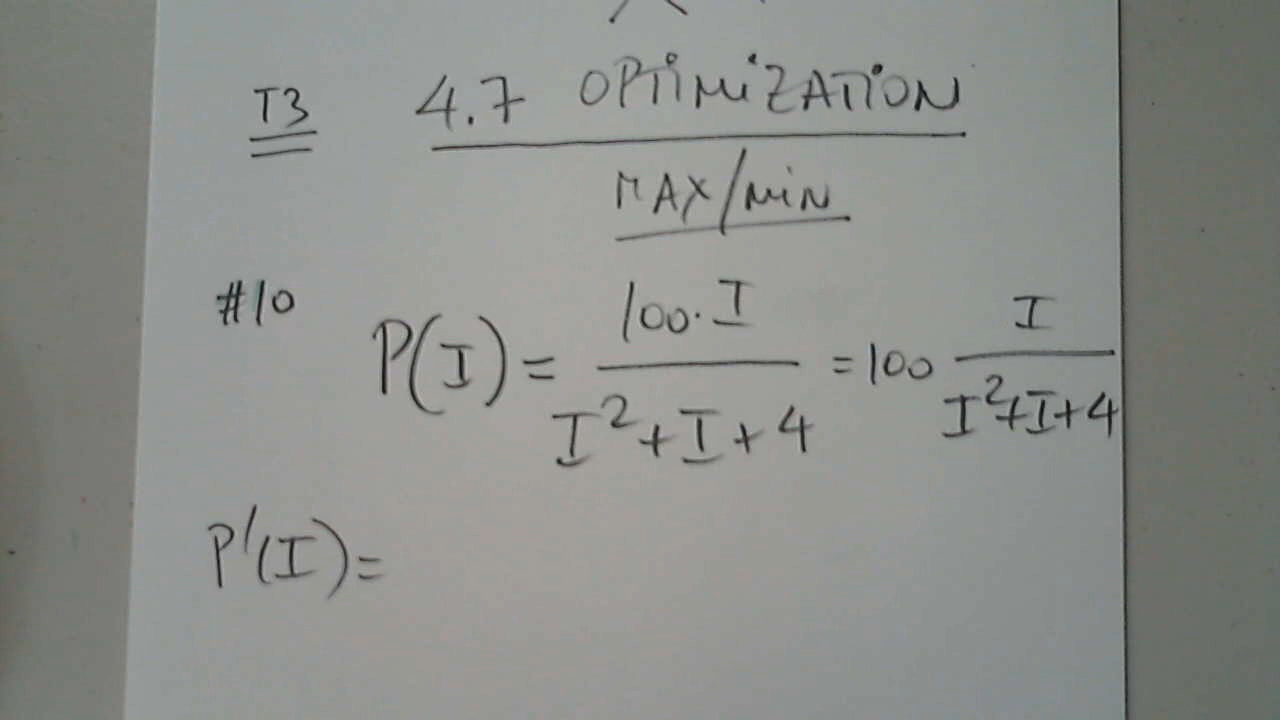 T3 4.7 OPTiMiZATiON
MAX/MiN
#10 P(I) = 100·I / (I²+I+4) = 100 I / (I²+I+4)
P'(I) =